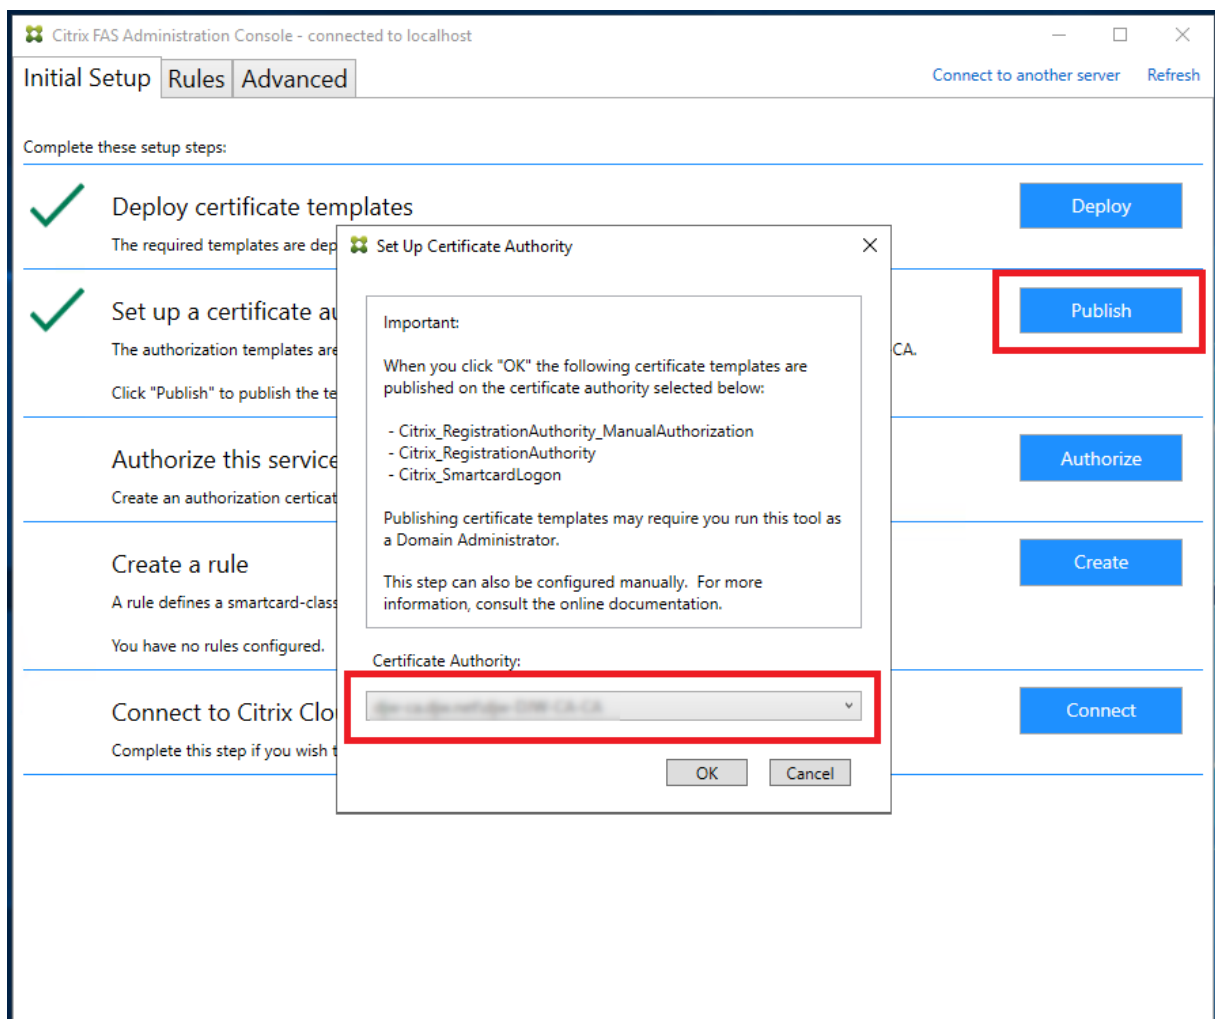 Citrix FAS Administration Console - connected to localhost
Initial Setup
Rules
Advanced
Connect to another server
Refresh
Complete these setup steps:
Deploy certificate templates
Deploy
The required templates are dep
Set up a certificate au
Publish
The authorization templates are
CA.
Click "Publish" to publish the te
Authorize this service
Authorize
Create an authorization certicat
Create a rule
Create
A rule defines a smartcard-class
You have no rules configured.
Connect to Citrix Clo
Connect
Complete this step if you wish t
Set Up Certificate Authority
Important:
When you click "OK" the following certificate templates are
published on the certificate authority selected below:
- Citrix_RegistrationAuthority_ManualAuthorization
- Citrix_RegistrationAuthority
- Citrix_SmartcardLogon
Publishing certificate templates may require you run this tool as
a Domain Administrator.
This step can also be configured manually.  For more
information, consult the online documentation.
Certificate Authority:
OK
Cancel